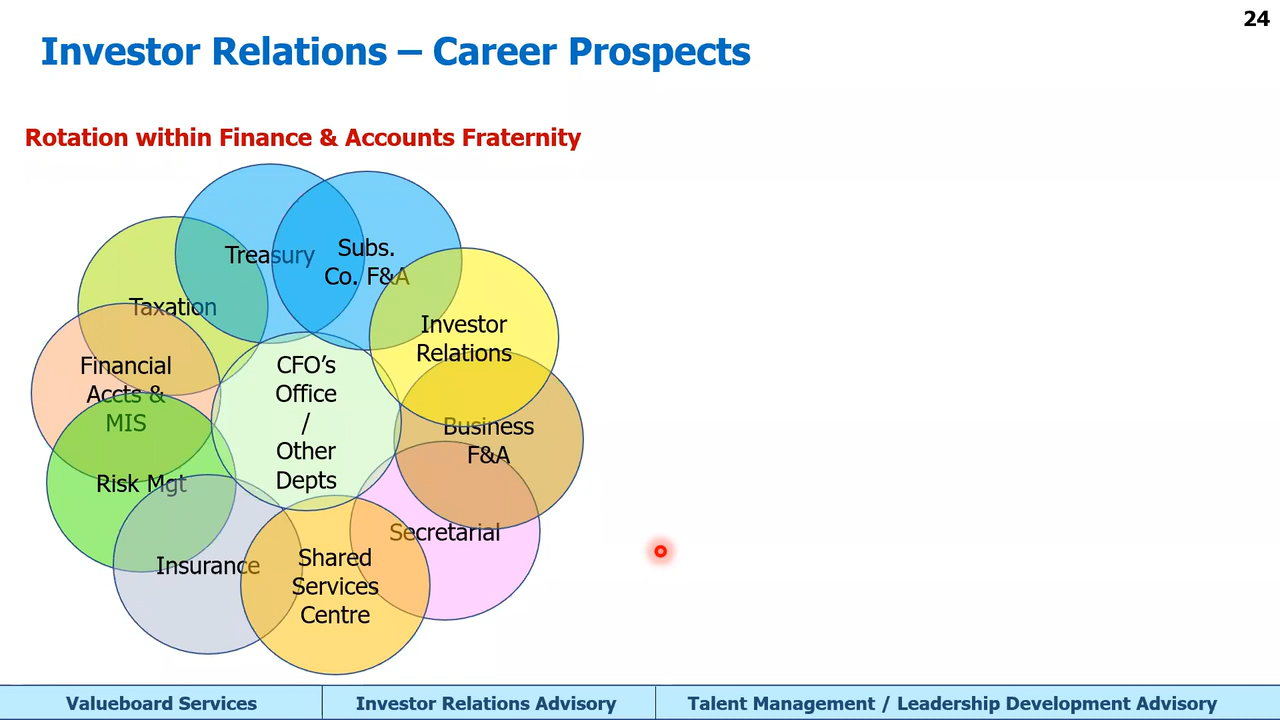 24
Investor Relations – Career Prospects
Rotation within Finance & Accounts Fraternity
Treasury
Subs.
Co. F&A
Taxation
Investor
Relations
Financial
Accts &
MIS
CFO’s
Office
/
Other
Depts
Business
F&A
Risk Mgt
Secretarial
Insurance
Shared
Services
Centre
Valueboard Services
Investor Relations Advisory
Talent Management / Leadership Development Advisory